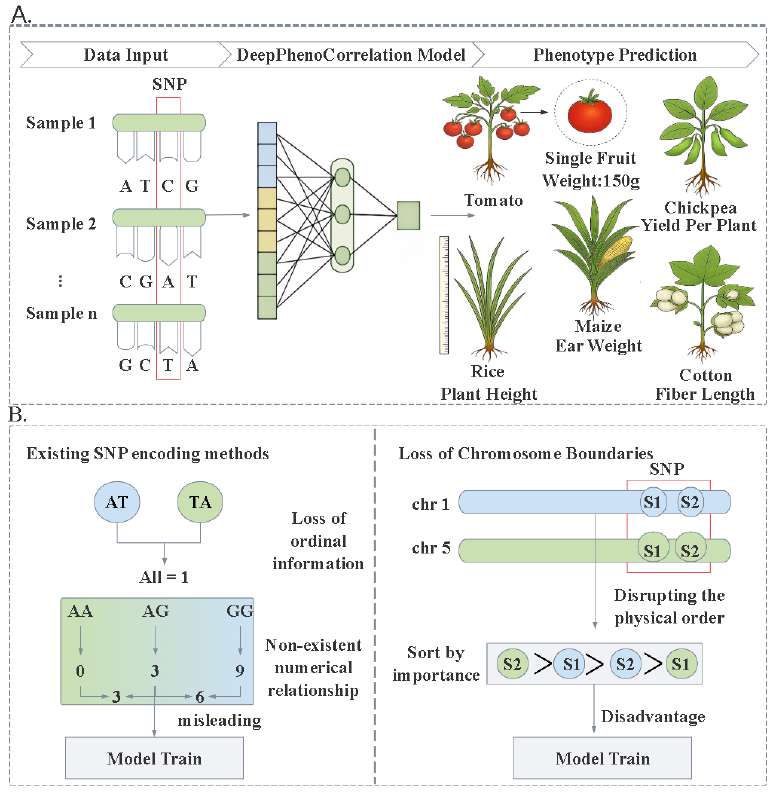 A.
Data Input
DeepPhenoCorrelation Model
Phenotype Prediction
SNP
Sample 1
A T C G
Sample 2
C G A T
...
Sample n
G C T A
Tomato
Single Fruit
Weight:150g
Chickpea
Yield Per Plant
Rice
Plant Height
Maize
Ear Weight
Cotton
Fiber Length
B.
Existing SNP encoding methods
AT
TA
Loss of
ordinal
information
All = 1
AA AG GG
0 3 9
3 6
Non-existent
numerical
relationship
misleading
Model Train
Loss of Chromosome Boundaries
SNP
chr 1
S1 S2
chr 5
S1 S2
Disrupting the
physical order
Sort by
importance
S2 > S1 > S2 > S1
Disadvantage
Model Train